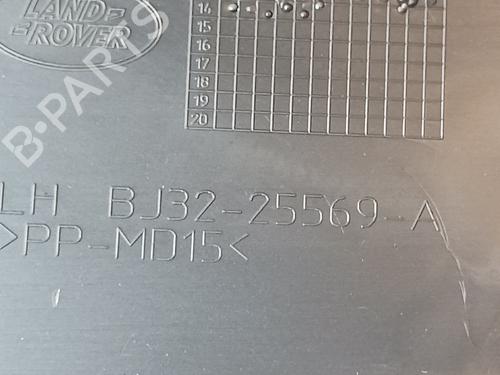 LAND-
-ROVER
14
15
16
17
18
19
20
B-PARTS
LH BJ32-25569-A
>PP-MD15<